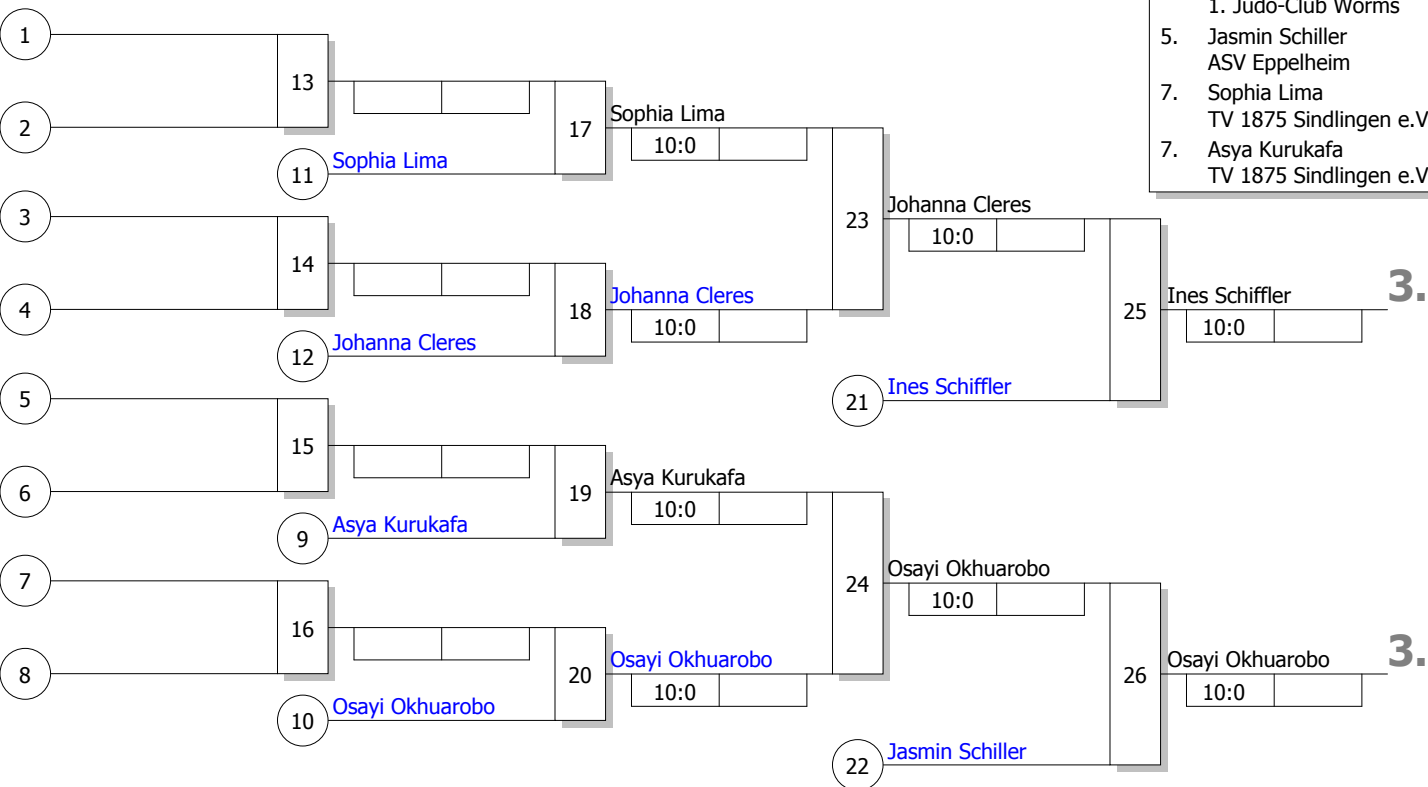 1. Judo-Club Worms
5. Jasmin Schiller
ASV Eppelheim
7. Sophia Lima
TV 1875 Sindlingen e.V
7. Asya Kurukafa
TV 1875 Sindlingen e.V
1
13
2
17
Sophia Lima
10:0
11
Sophia Lima
3
14
4
18
Johanna Cleres
10:0
12
Johanna Cleres
23
Johanna Cleres
10:0
25
Ines Schiffler
10:0
3.
21
Ines Schiffler
5
15
6
19
Asya Kurukafa
10:0
9
Asya Kurukafa
7
16
8
20
Osayi Okhuarobo
10:0
10
Osayi Okhuarobo
24
Osayi Okhuarobo
10:0
26
Osayi Okhuarobo
10:0
3.
22
Jasmin Schiller